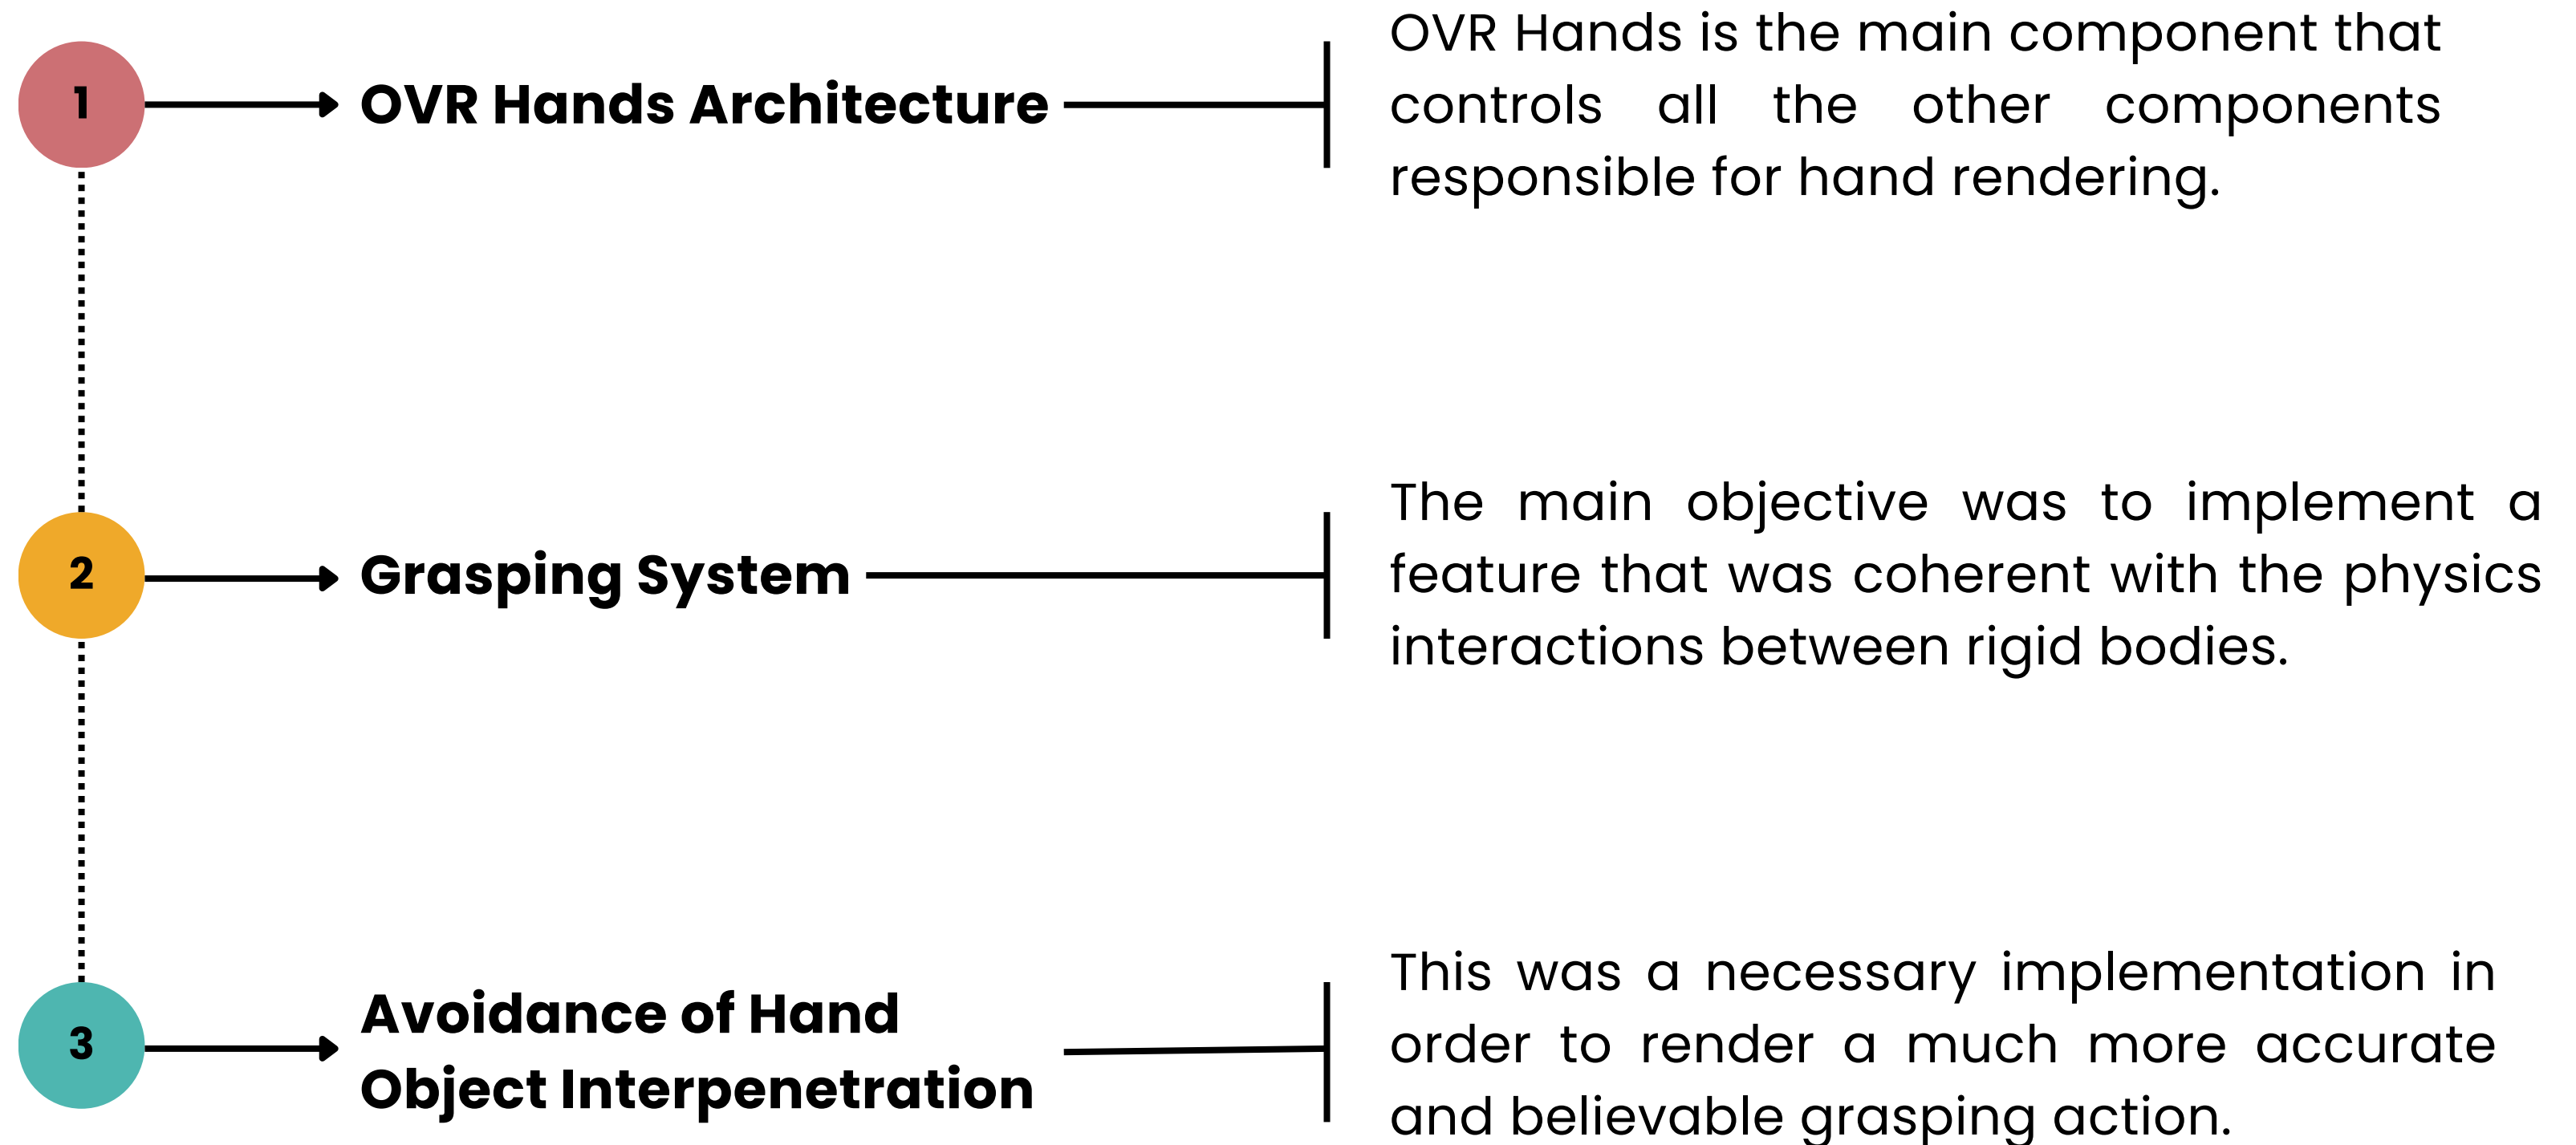 1
OVR Hands Architecture
OVR Hands is the main component that
controls all the other components
responsible for hand rendering.
2
Grasping System
The main objective was to implement a
feature that was coherent with the physics
interactions between rigid bodies.
3
Avoidance of Hand
Object Interpenetration
This was a necessary implementation in
order to render a much more accurate
and believable grasping action.